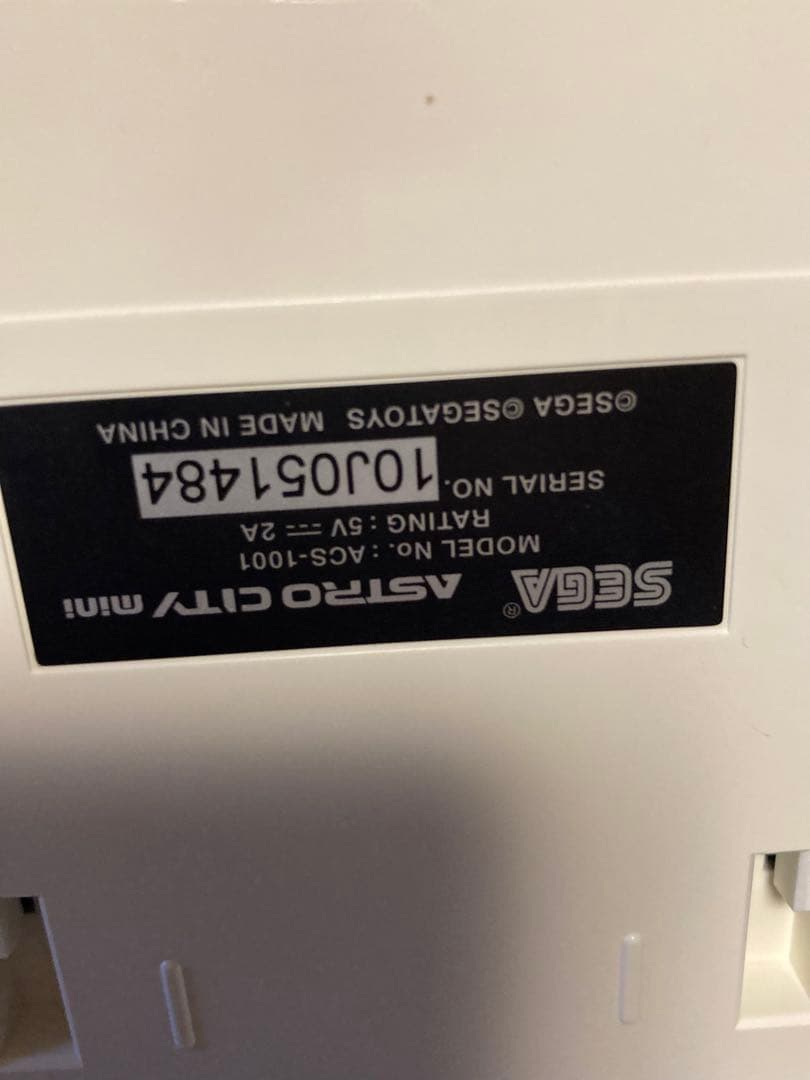 SEGA® ASTRO CITY mini
MODEL No. : ACS-1001
RATING : 5V ⎓ 2A
SERIAL NO. 10J051484
©SEGA ©SEGATOYS MADE IN CHINA